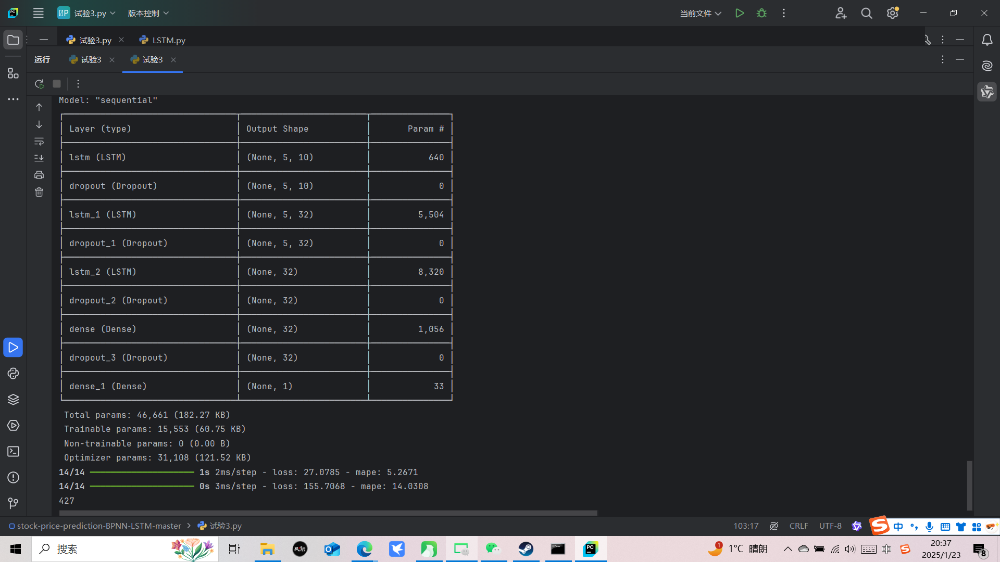 PC
P 试验3.py 版本控制 当前文件
试验3.py LSTM.py
运行 试验3 试验3
Model: "sequential"
Layer (type) Output Shape Param #
lstm (LSTM) (None, 5, 10) 640
dropout (Dropout) (None, 5, 10) 0
lstm_1 (LSTM) (None, 5, 32) 5,504
dropout_1 (Dropout) (None, 5, 32) 0
lstm_2 (LSTM) (None, 32) 8,320
dropout_2 (Dropout) (None, 32) 0
dense (Dense) (None, 32) 1,056
dropout_3 (Dropout) (None, 32) 0
dense_1 (Dense) (None, 1) 33
Total params: 46,661 (182.27 KB)
Trainable params: 15,553 (60.75 KB)
Non-trainable params: 0 (0.00 B)
Optimizer params: 31,108 (121.52 KB)
14/14 1s 2ms/step - loss: 27.0785 - mape: 5.2671
14/14 0s 3ms/step - loss: 155.7068 - mape: 14.0308
427
stock-price-prediction-BPNN-LSTM-master 试验3.py 103:17 CRLF UTF-8 中
搜索 PC 1 1°C 晴朗 中 20:37
2025/1/23 8